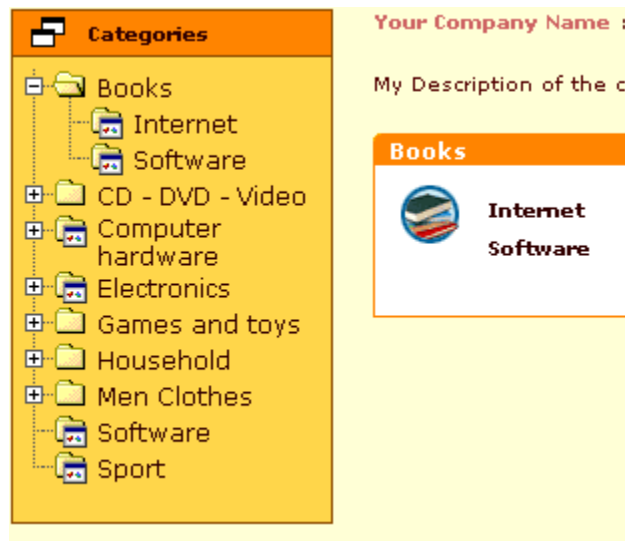 Categories
Books
Internet
Software
CD - DVD - Video
Computer
hardware
Electronics
Games and toys
Household
Men Clothes
Software
Sport
Your Company Name :
My Description of the c
Books
Internet
Software